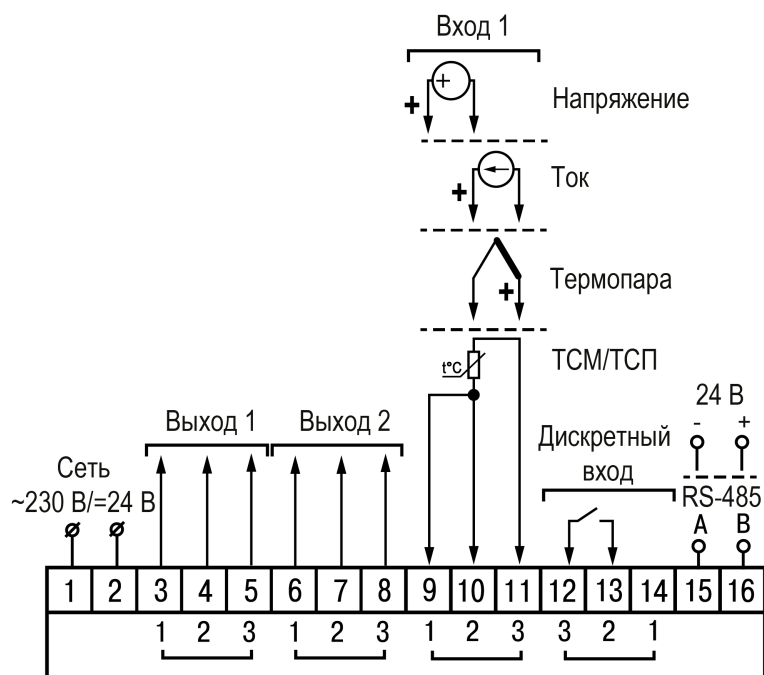 Вход 1
+
+ Напряжение
+ Ток
+ Термопара
t°C ТСМ/ТСП
24 В
- +
Выход 1 Выход 2
Дискретный
вход
Сеть
~230 В/=24 В
RS-485
A B
1 2 3 4 5 6 7 8 9 10 11 12 13 14 15 16
1 2 3 1 2 3 1 2 3 3 2 1